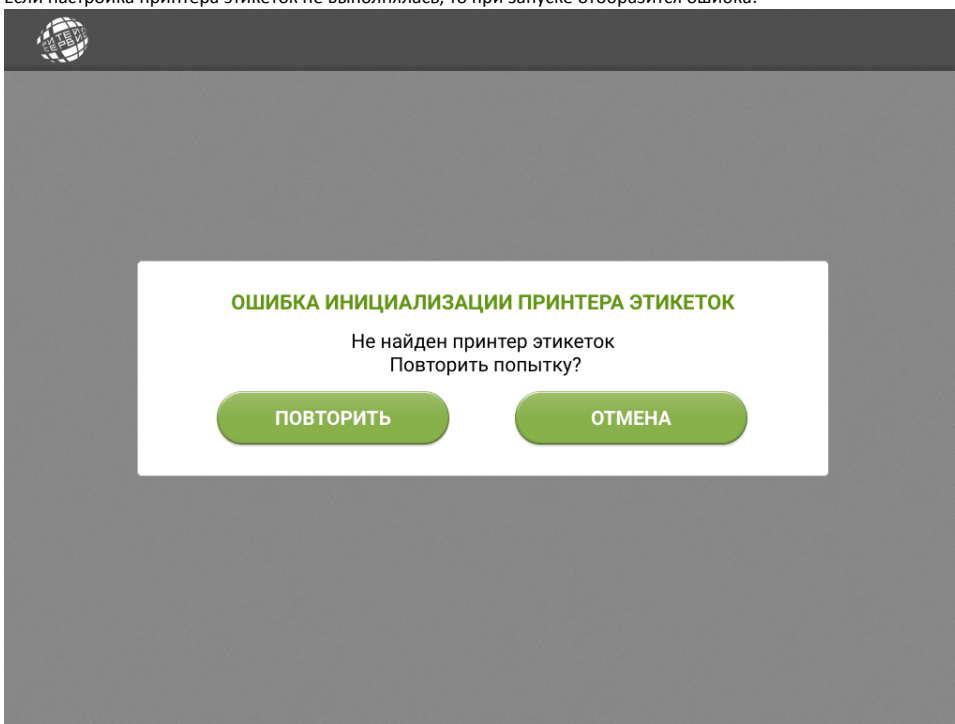 Если настройка принтера этикеток не выполнялась, то при запуске отобразится ошибка:
ОШИБКА ИНИЦИАЛИЗАЦИИ ПРИНТЕРА ЭТИКЕТОК
Не найден принтер этикеток
Повторить попытку?
ПОВТОРИТЬ
ОТМЕНА